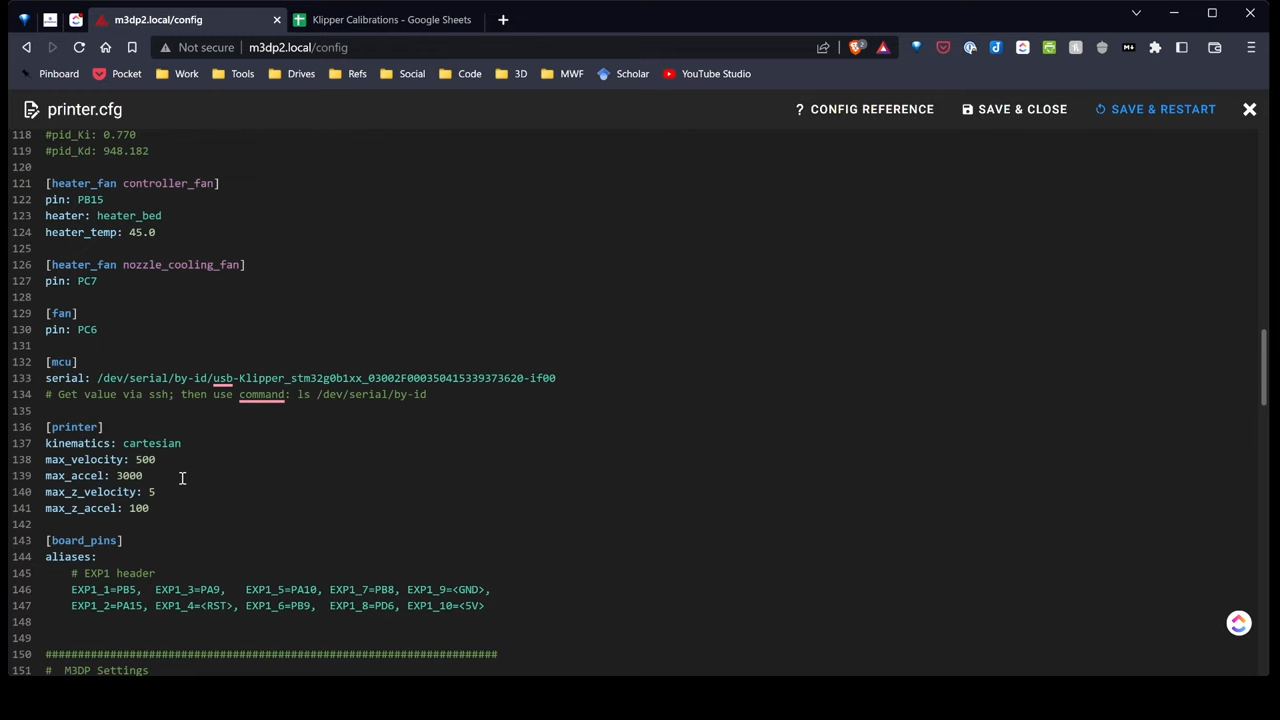 m3dp2.local/config
Klipper Calibrations - Google Sheets
Not secure
m3dp2.local/config
2
Pinboard
Pocket
Work
Tools
Drives
Refs
Social
Code
3D
MWF
Scholar
YouTube Studio
printer.cfg
? CONFIG REFERENCE
SAVE & CLOSE
SAVE & RESTART
118 #pid_Ki: 0.770
119 #pid_Kd: 948.182
120
121 [heater_fan controller_fan]
122 pin: PB15
123 heater: heater_bed
124 heater_temp: 45.0
125
126 [heater_fan nozzle_cooling_fan]
127 pin: PC7
128
129 [fan]
130 pin: PC6
131
132 [mcu]
133 serial: /dev/serial/by-id/usb-Klipper_stm32g0b1xx_03002F000350415339373620-if00
134 # Get value via ssh; then use command: ls /dev/serial/by-id
135
136 [printer]
137 kinematics: cartesian
138 max_velocity: 500
139 max_accel: 3000
140 max_z_velocity: 5
141 max_z_accel: 100
142
143 [board_pins]
144 aliases:
145 # EXP1 header
146 EXP1_1=PB5, EXP1_3=PA9, EXP1_5=PA10, EXP1_7=PB8, EXP1_9=<GND>,
147 EXP1_2=PA15, EXP1_4=<RST>, EXP1_6=PB9, EXP1_8=PD6, EXP1_10=<5V>
148
149
150 ######################################################################
151 # M3DP Settings